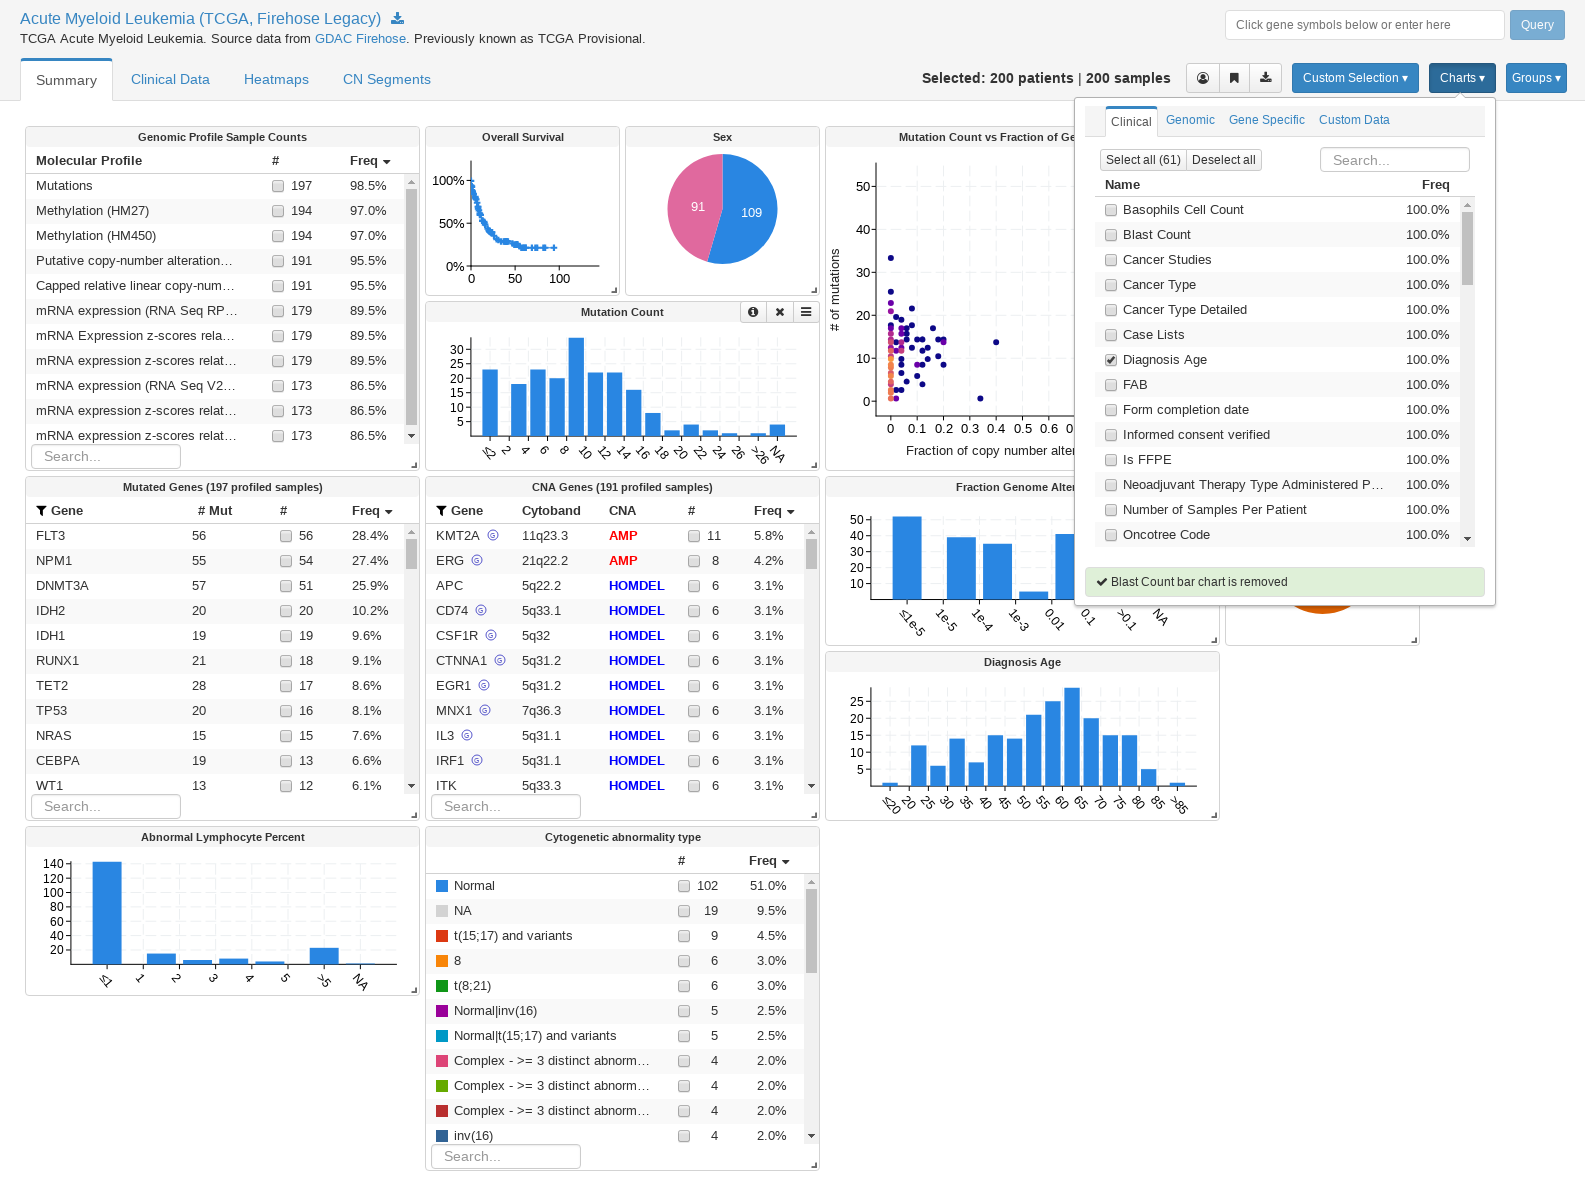 Acute Myeloid Leukemia (TCGA, Firehose Legacy)
TCGA Acute Myeloid Leukemia. Source data from GDAC Firehose. Previously known as TCGA Provisional.
Click gene symbols below or enter here
Query
Summary
Clinical Data
Heatmaps
CN Segments
Selected: 200 patients | 200 samples
Custom Selection ▾
Charts ▾
Groups ▾
Genomic Profile Sample Counts
Molecular Profile # Freq
Mutations 197 98.5%
Methylation (HM27) 194 97.0%
Methylation (HM450) 194 97.0%
Putative copy-number alteration… 191 95.5%
Capped relative linear copy-num… 191 95.5%
mRNA expression (RNA Seq RP… 179 89.5%
mRNA Expression z-scores rela… 179 89.5%
mRNA expression z-scores relat… 179 89.5%
mRNA expression (RNA Seq V2… 173 86.5%
mRNA expression z-scores relat… 173 86.5%
mRNA expression z-scores relat… 173 86.5%
Search...
Overall Survival
100%
50%
0%
0 50 100
Sex
91
109
Mutation Count
30
25
20
15
10
5
≤2 2 4 6 8 10 12 14 16 18 20 22 24 26 >26 NA
Mutation Count vs Fraction of Ge
# of mutations
50
40
30
20
10
0
0 0.1 0.2 0.3 0.4 0.5 0.6 0
Fraction of copy number alter
Clinical
Genomic
Gene Specific
Custom Data
Select all (61)
Deselect all
Search...
Name Freq
Basophils Cell Count 100.0%
Blast Count 100.0%
Cancer Studies 100.0%
Cancer Type 100.0%
Cancer Type Detailed 100.0%
Case Lists 100.0%
Diagnosis Age 100.0%
FAB 100.0%
Form completion date 100.0%
Informed consent verified 100.0%
Is FFPE 100.0%
Neoadjuvant Therapy Type Administered P… 100.0%
Number of Samples Per Patient 100.0%
Oncotree Code 100.0%
Blast Count bar chart is removed
Mutated Genes (197 profiled samples)
Gene # Mut # Freq
FLT3 56 56 28.4%
NPM1 55 54 27.4%
DNMT3A 57 51 25.9%
IDH2 20 20 10.2%
IDH1 19 19 9.6%
RUNX1 21 18 9.1%
TET2 28 17 8.6%
TP53 20 16 8.1%
NRAS 15 15 7.6%
CEBPA 19 13 6.6%
WT1 13 12 6.1%
Search...
CNA Genes (191 profiled samples)
Gene Cytoband CNA # Freq
KMT2A G 11q23.3 AMP 11 5.8%
ERG G 21q22.2 AMP 8 4.2%
APC 5q22.2 HOMDEL 6 3.1%
CD74 G 5q33.1 HOMDEL 6 3.1%
CSF1R G 5q32 HOMDEL 6 3.1%
CTNNA1 G 5q31.2 HOMDEL 6 3.1%
EGR1 G 5q31.2 HOMDEL 6 3.1%
MNX1 G 7q36.3 HOMDEL 6 3.1%
IL3 G 5q31.1 HOMDEL 6 3.1%
IRF1 G 5q31.1 HOMDEL 6 3.1%
ITK 5q33.3 HOMDEL 6 3.1%
Search...
Fraction Genome Alter
50
40
30
20
10
≤1e-5 1e-5 1e-4 1e-3 0.01 0.1 >0.1 NA
Diagnosis Age
25
20
15
10
5
≤20 20 25 30 35 40 45 50 55 60 65 70 75 80 85 >85
Abnormal Lymphocyte Percent
140
120
100
80
60
40
20
≤1 1 2 3 4 5 >5 NA
Cytogenetic abnormality type
# Freq
Normal 102 51.0%
NA 19 9.5%
t(15;17) and variants 9 4.5%
8 6 3.0%
t(8;21) 6 3.0%
Normal|inv(16) 5 2.5%
Normal|t(15;17) and variants 5 2.5%
Complex - >= 3 distinct abnorm… 4 2.0%
Complex - >= 3 distinct abnorm… 4 2.0%
Complex - >= 3 distinct abnorm… 4 2.0%
inv(16) 4 2.0%
Search...